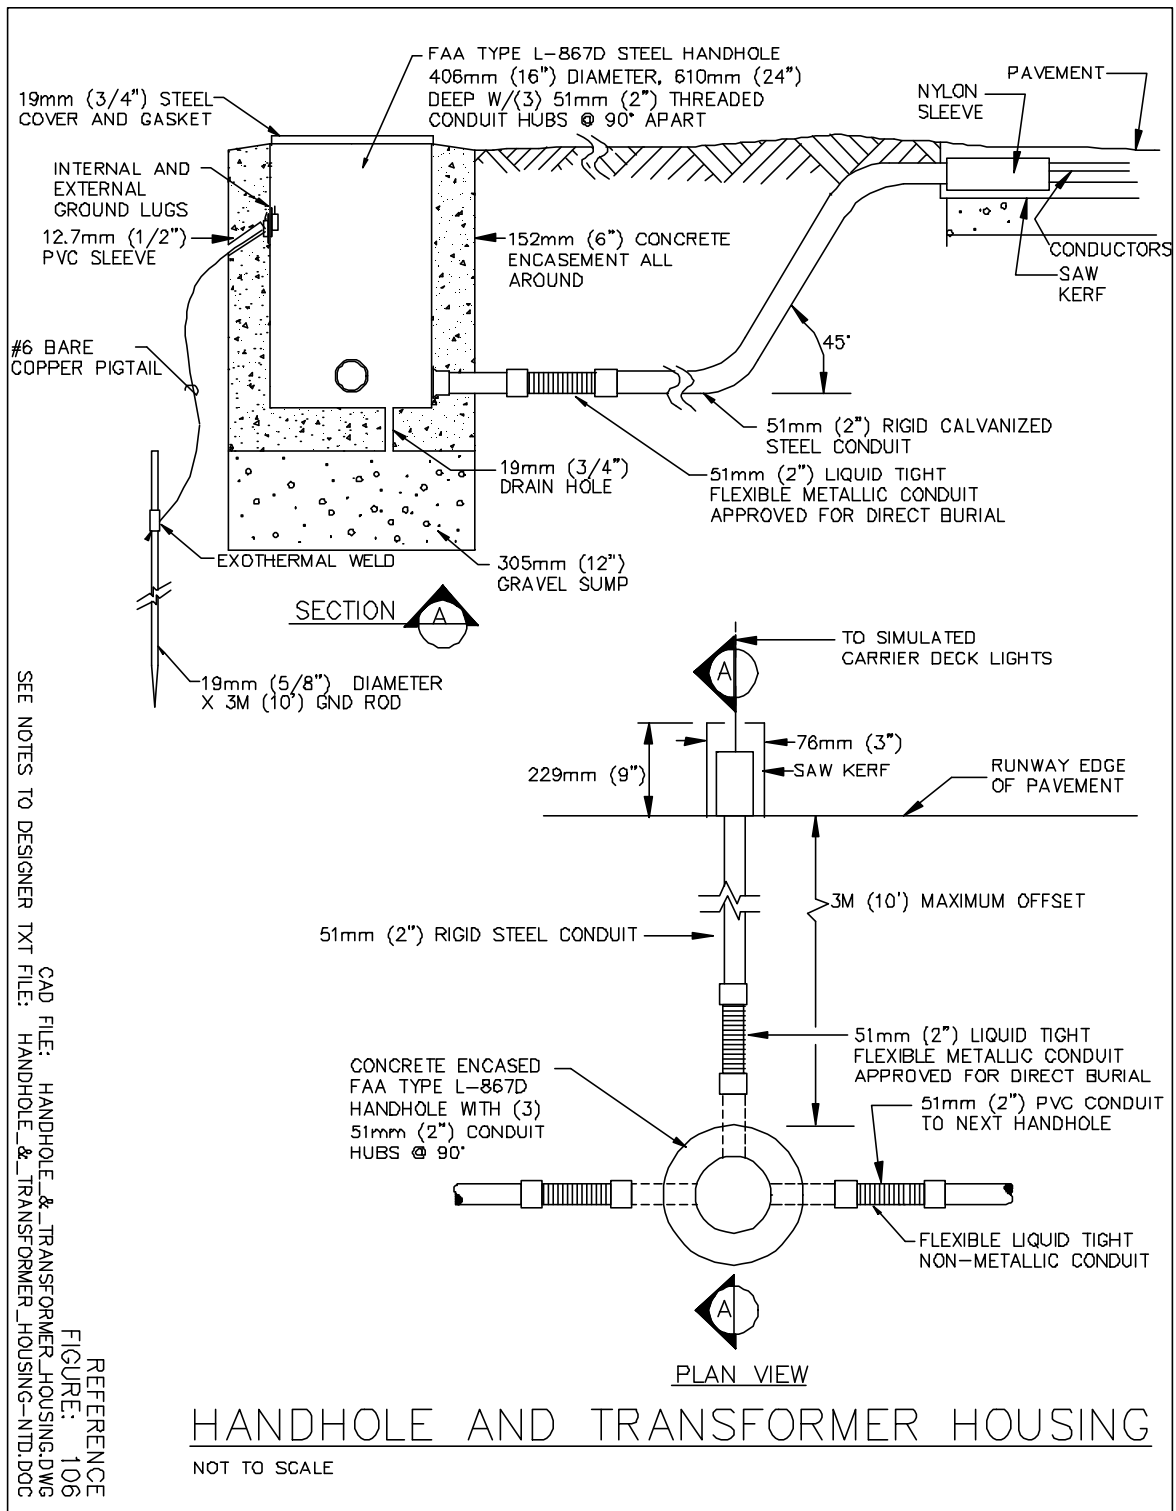 FAA TYPE L-867D STEEL HANDHOLE
406mm (16") DIAMETER, 610mm (24")
DEEP W/(3) 51mm (2") THREADED
CONDUIT HUBS @ 90° APART
19mm (3/4") STEEL
COVER AND GASKET
PAVEMENT
NYLON
SLEEVE
INTERNAL AND
EXTERNAL
GROUND LUGS
12.7mm (1/2")
PVC SLEEVE
152mm (6") CONCRETE
ENCASEMENT ALL
AROUND
CONDUCTORS
SAW
KERF
#6 BARE
COPPER PIGTAIL
45°
51mm (2") RIGID GALVANIZED
STEEL CONDUIT
19mm (3/4")
DRAIN HOLE
51mm (2") LIQUID TIGHT
FLEXIBLE METALLIC CONDUIT
APPROVED FOR DIRECT BURIAL
EXOTHERMAL WELD
305mm (12")
GRAVEL SUMP
SECTION A
19mm (5/8") DIAMETER
X 3M (10') GND ROD
TO SIMULATED
CARRIER DECK LIGHTS
A
76mm (3")
229mm (9")
SAW KERF
RUNWAY EDGE
OF PAVEMENT
3M (10') MAXIMUM OFFSET
51mm (2") RIGID STEEL CONDUIT
51mm (2") LIQUID TIGHT
FLEXIBLE METALLIC CONDUIT
APPROVED FOR DIRECT BURIAL
CONCRETE ENCASED
FAA TYPE L-867D
HANDHOLE WITH (3)
51mm (2") CONDUIT
HUBS @ 90°
51mm (2") PVC CONDUIT
TO NEXT HANDHOLE
FLEXIBLE LIQUID TIGHT
NON-METALLIC CONDUIT
A
PLAN VIEW
HANDHOLE AND TRANSFORMER HOUSING
NOT TO SCALE
REFERENCE
FIGURE: 106
CAD FILE: HANDHOLE_&_TRANSFORMER_HOUSING.DWG
SEE NOTES TO DESIGNER TXT FILE: HANDHOLE_&_TRANSFORMER_HOUSING-NTD.DOC